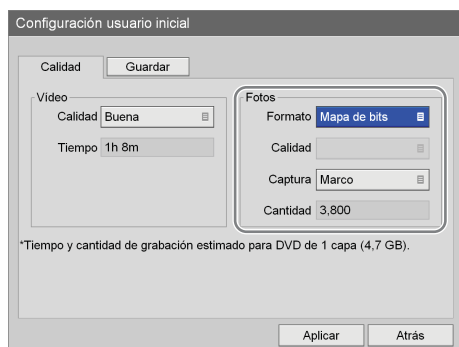 Configuración usuario inicial
Calidad
Guardar
Vídeo
Calidad Buena
Tiempo 1h 8m
Fotos
Formato Mapa de bits
Calidad
Captura Marco
Cantidad 3,800
*Tiempo y cantidad de grabación estimado para DVD de 1 capa (4,7 GB).
Aplicar
Atrás